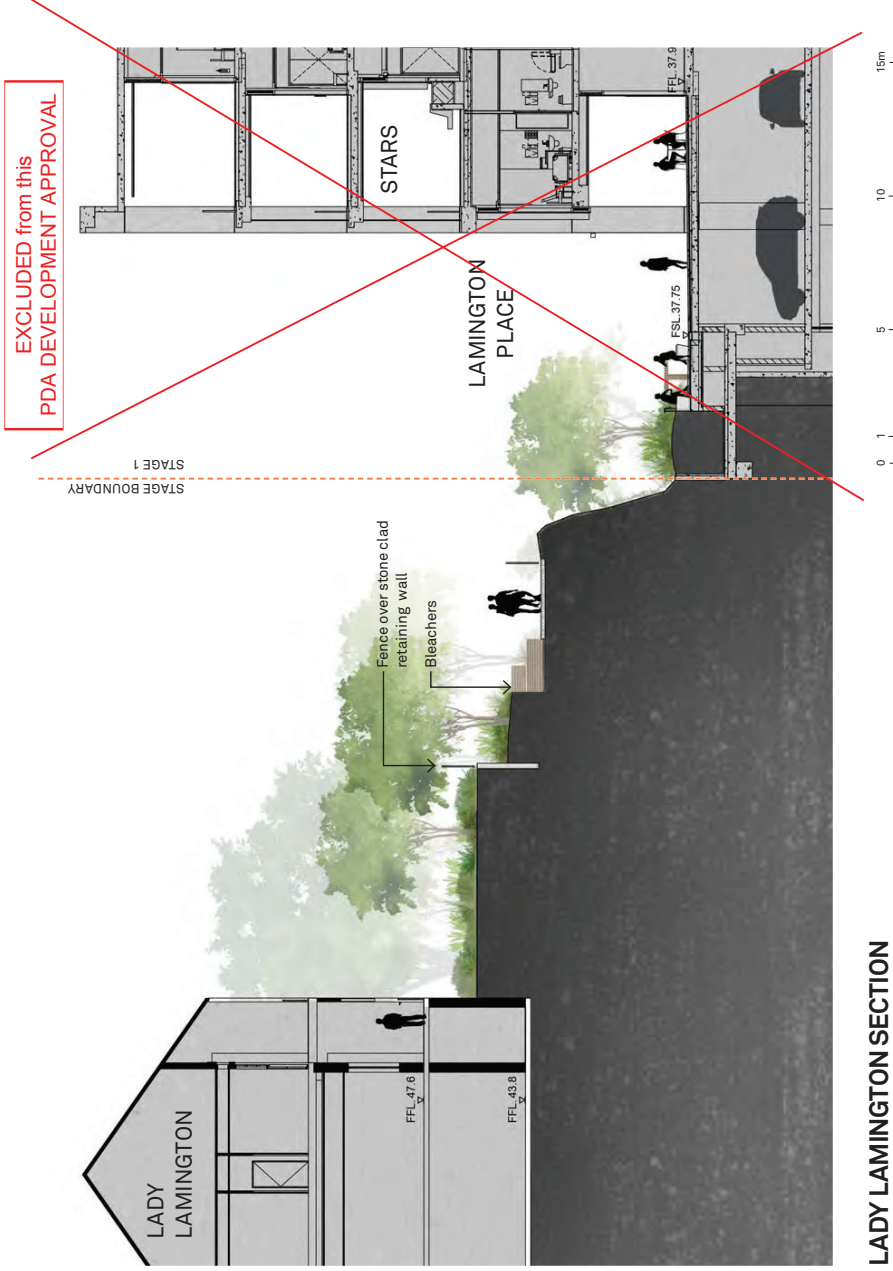 EXCLUDED from this
PDA DEVELOPMENT APPROVAL
STAGE BOUNDARY
STAGE 1
LADY
LAMINGTON
FFL.47.6
FFL.43.8
Fence over stone clad
retaining wall
Bleachers
LAMINGTON
PLACE
STARS
FSL.37.75
FFL 37.9
LADY LAMINGTON SECTION
0 1 5 10 15m